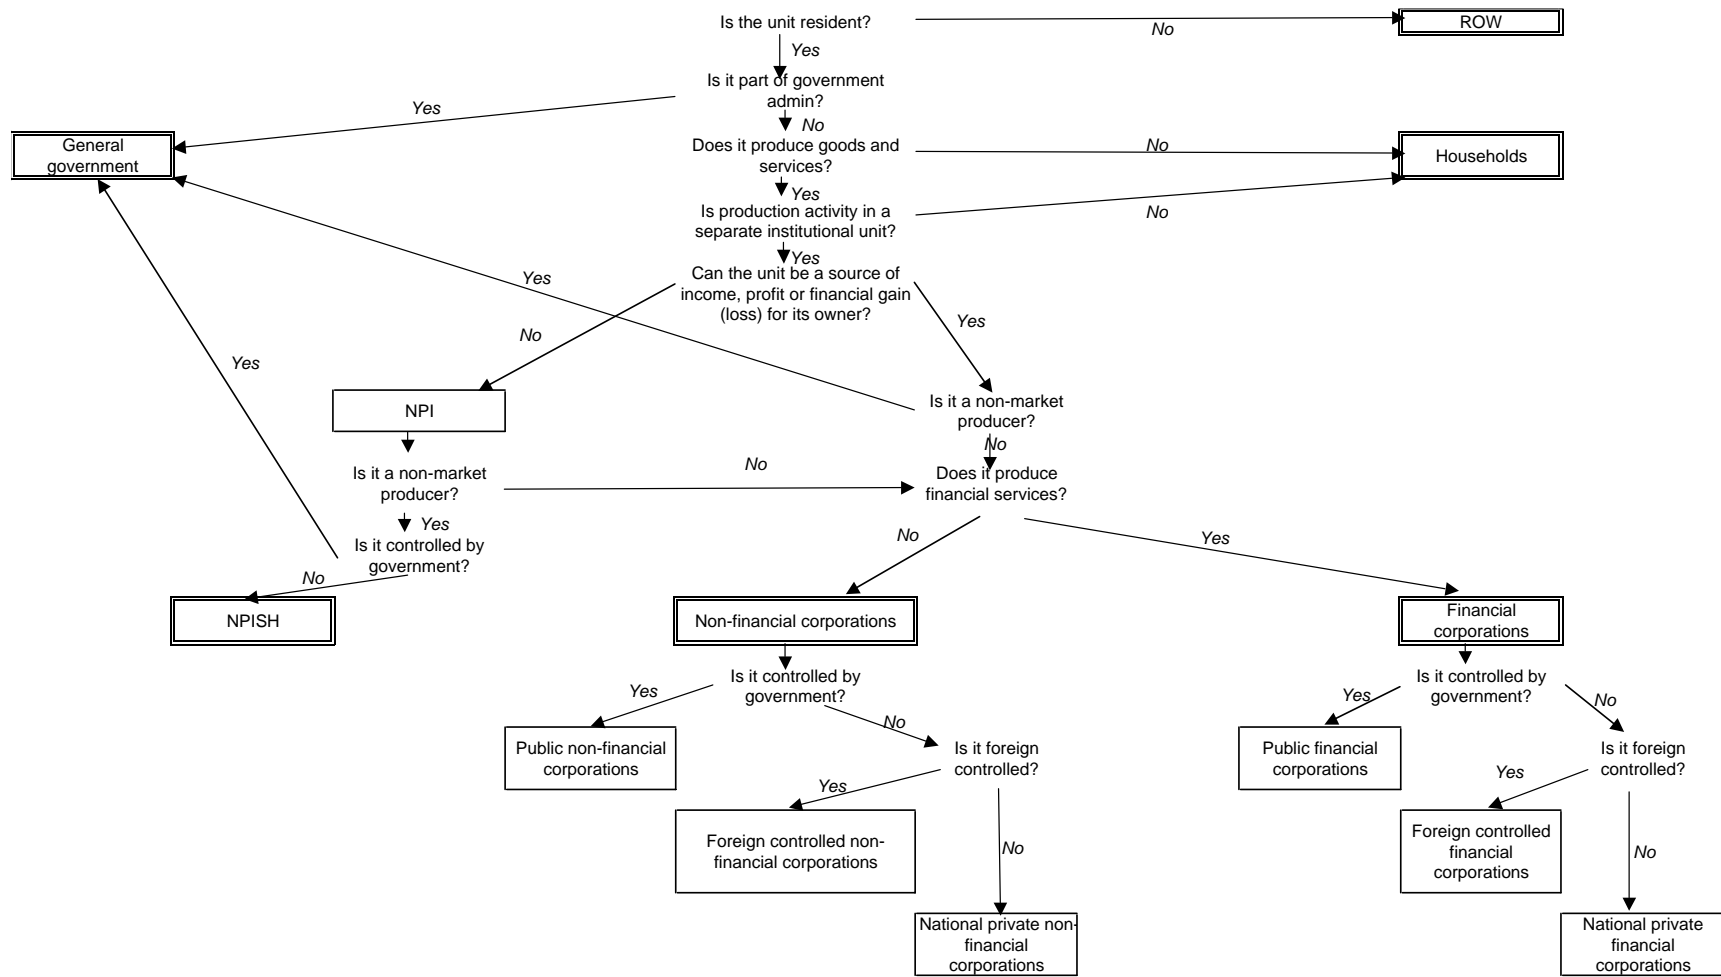 Is the unit resident?
No
ROW
Yes
Is it part of government
admin?
Yes
No
General
government
Does it produce goods and
services?
No
Households
Yes
Is production activity in a
separate institutional unit?
No
Yes
Can the unit be a source of
income, profit or financial gain
(loss) for its owner?
Yes
Yes
No
Yes
NPI
Is it a non-market
producer?
No
Is it a non-market
producer?
No
Does it produce
financial services?
Yes
Is it controlled by
government?
No
No
Yes
NPISH
Non-financial corporations
Financial
corporations
Is it controlled by
government?
Yes
No
Is it controlled by
government?
Yes
No
Public non-financial
corporations
Is it foreign
controlled?
Public financial
corporations
Is it foreign
controlled?
Yes
Yes
Foreign controlled non-
financial corporations
No
Foreign controlled
financial
corporations
No
National private non-
financial
corporations
National private
financial
corporations